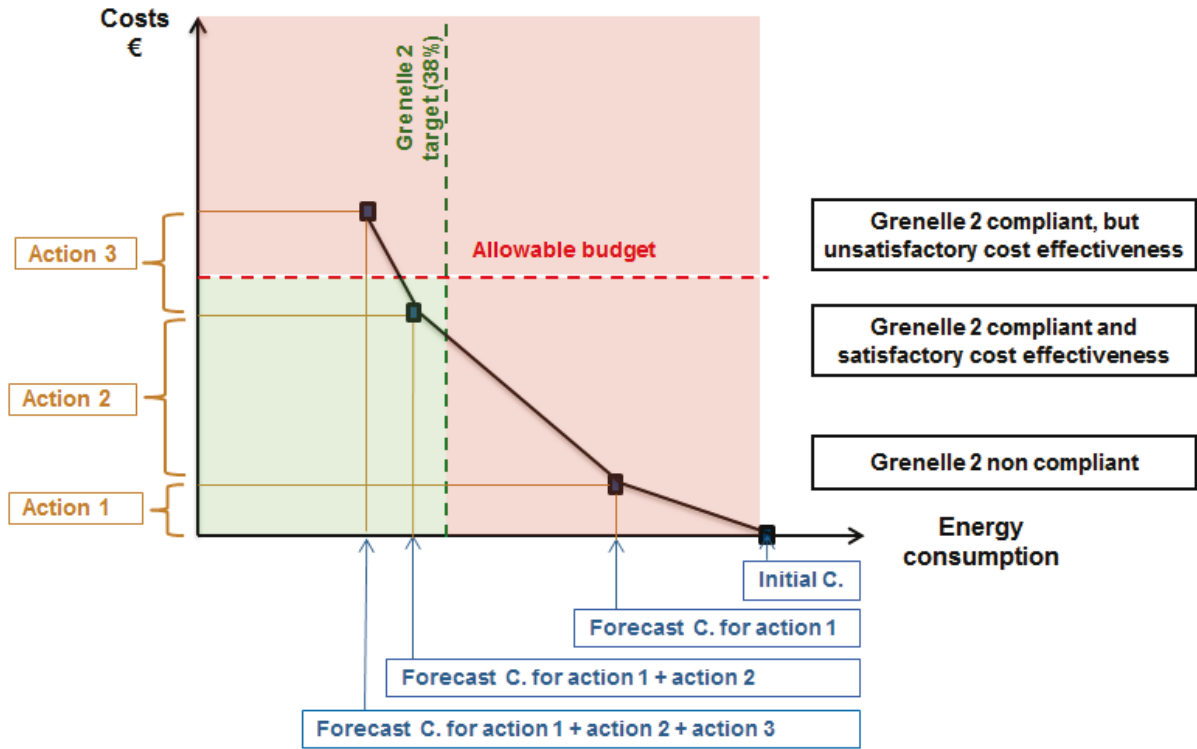 Costs
€
Grenelle 2
target (38%)
Allowable budget
Action 3
Action 2
Action 1
Grenelle 2 compliant, but
unsatisfactory cost effectiveness
Grenelle 2 compliant and
satisfactory cost effectiveness
Grenelle 2 non compliant
Energy
consumption
Initial C.
Forecast C. for action 1
Forecast C. for action 1 + action 2
Forecast C. for action 1 + action 2 + action 3